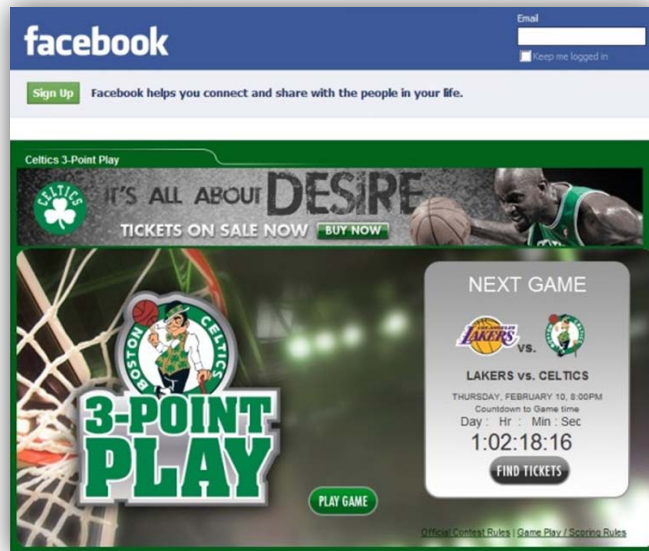 facebook
Email
Keep me logged in
Sign Up
Facebook helps you connect and share with the people in your life.
Celtics 3-Point Play
CELTICS
IT'S ALL ABOUT DESIRE
TICKETS ON SALE NOW BUY NOW
NEXT GAME
LOS ANGELES
LAKERS
vs.
BOSTON CELTICS
3-POINT
PLAY
LAKERS vs. CELTICS
THURSDAY, FEBRUARY 10, 8:00PM
Countdown to Game time
Day : Hr : Min : Sec
1:02:18:16
FIND TICKETS
PLAY GAME
Official Contest Rules | Game Play / Scoring Rules